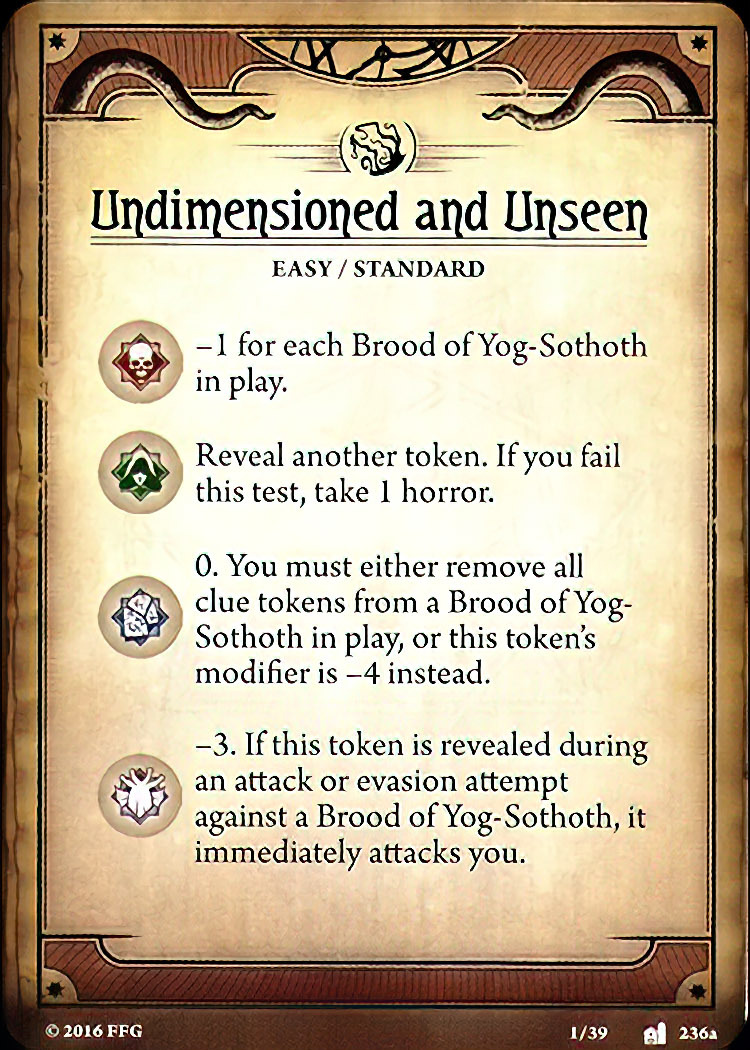 Undimensioned and Unseen
EASY / STANDARD
–1 for each Brood of Yog-Sothoth
in play.
Reveal another token. If you fail
this test, take 1 horror.
0. You must either remove all
clue tokens from a Brood of Yog-
Sothoth in play, or this token’s
modifier is –4 instead.
–3. If this token is revealed during
an attack or evasion attempt
against a Brood of Yog-Sothoth, it
immediately attacks you.
© 2016 FFG
1/39
236a